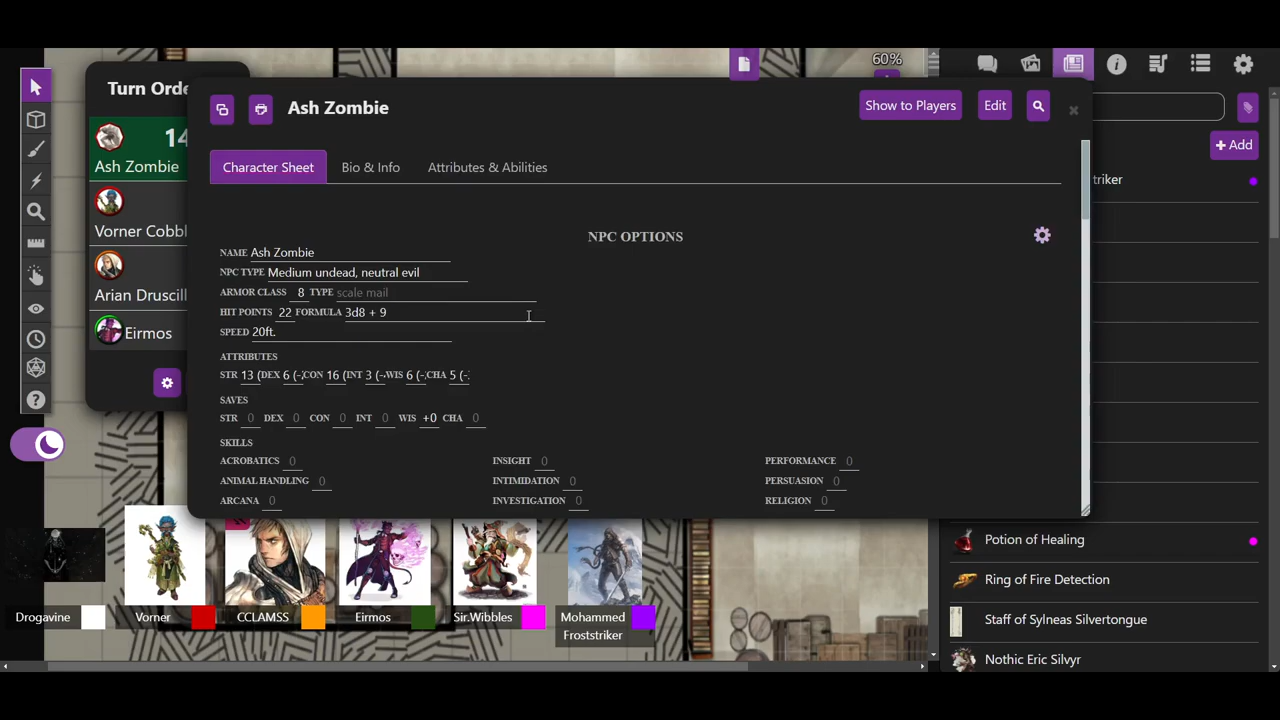 60%
Turn Orde
Ash Zombie
Show to Players
Edit
14
Ash Zombie
Character Sheet
Bio & Info
Attributes & Abilities
+ Add
triker
Vorner Cobbl
Arian Druscill
Eirmos
NPC OPTIONS
NAME Ash Zombie
NPC TYPE Medium undead, neutral evil
ARMOR CLASS 8 TYPE scale mail
HIT POINTS 22 FORMULA 3d8 + 9
SPEED 20ft.
ATTRIBUTES
STR 13 ( DEX 6 (- CON 16 ( INT 3 (- WIS 6 (- CHA 5 (-
SAVES
STR 0 DEX 0 CON 0 INT 0 WIS +0 CHA 0
SKILLS
ACROBATICS 0 INSIGHT 0 PERFORMANCE 0
ANIMAL HANDLING 0 INTIMIDATION 0 PERSUASION 0
ARCANA 0 INVESTIGATION 0 RELIGION 0
Potion of Healing
Ring of Fire Detection
Staff of Sylneas Silvertongue
Nothic Eric Silvyr
Drogavine
Vorner
CCLAMSS
Eirmos
Sir.Wibbles
Mohammed
Froststriker